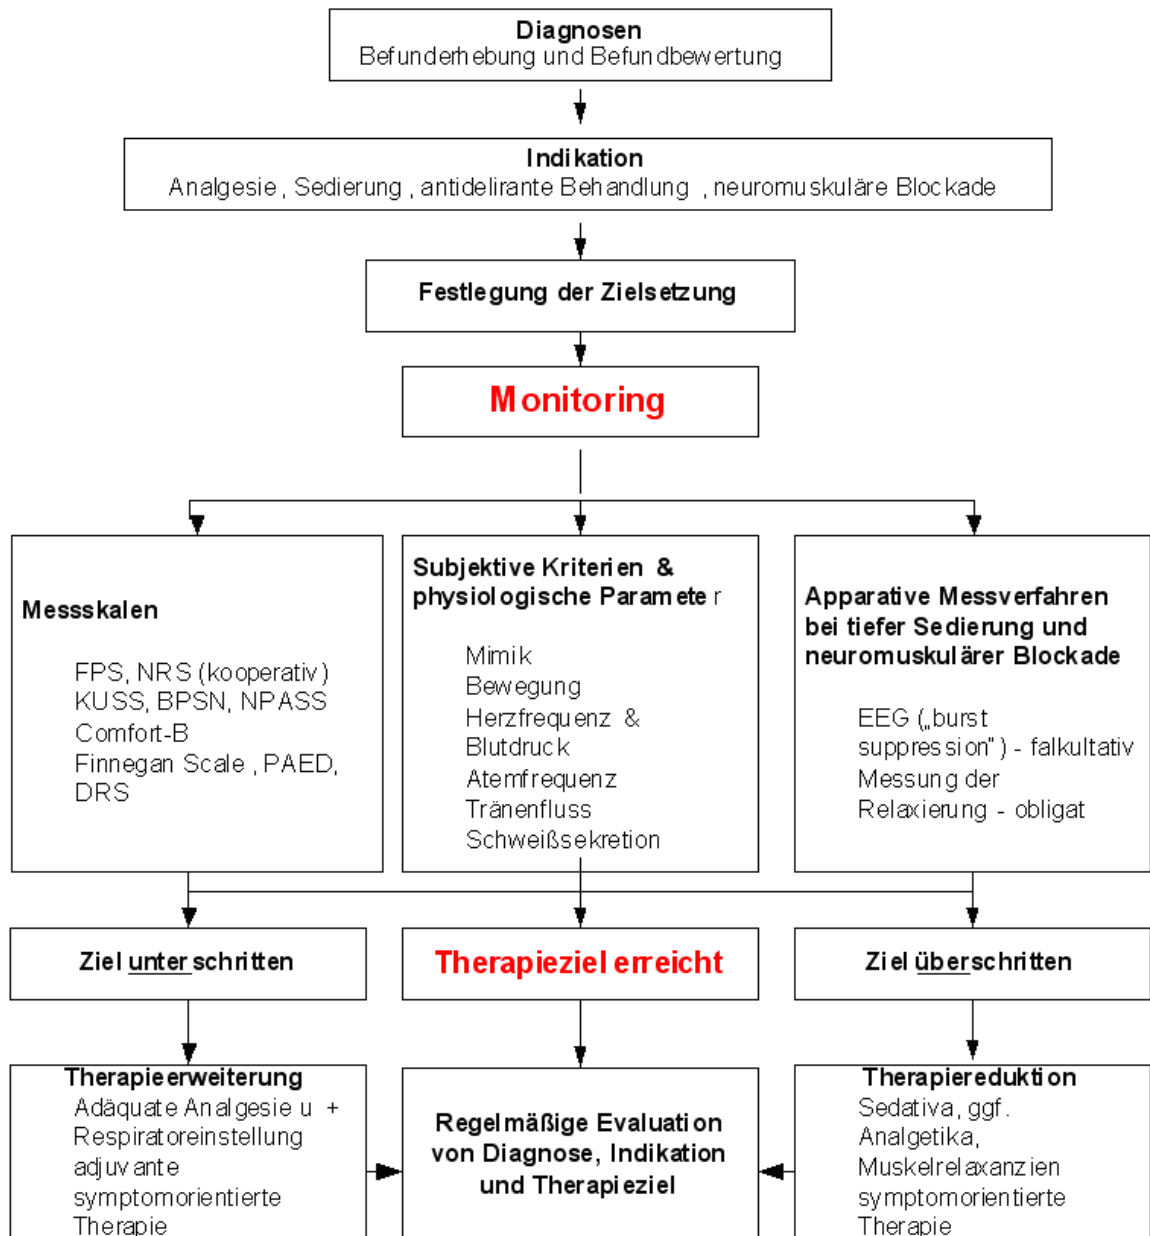 Diagnosen
Befunderhebung und Befundbewertung
Indikation
Analgesie, Sedierung, antidelirante Behandlung, neuromuskuläre Blockade
Festlegung der Zielsetzung
Monitoring
Messskalen
FPS, NRS (kooperativ)
KUSS, BPSN, NPASS
Comfort-B
Finnegan Scale, PAED,
DRS
Subjektive Kriterien &
physiologische Parameter
Mimik
Bewegung
Herzfrequenz &
Blutdruck
Atemfrequenz
Tränenfluss
Schweißsekretion
Apparative Messverfahren
bei tiefer Sedierung und
neuromuskulärer Blockade
EEG („burst
suppression“) - falkultativ
Messung der
Relaxierung - obligat
Ziel unterschritten
Therapieziel erreicht
Ziel überschritten
Therapieerweiterung
Adäquate Analgesie u +
Respiratoreinstellung
adjuvante
symptomorientierte
Therapie
Regelmäßige Evaluation
von Diagnose, Indikation
und Therapieziel
Therapiereduktion
Sedativa, ggf.
Analgetika,
Muskelrelaxanzien
symptomorientierte
Therapie